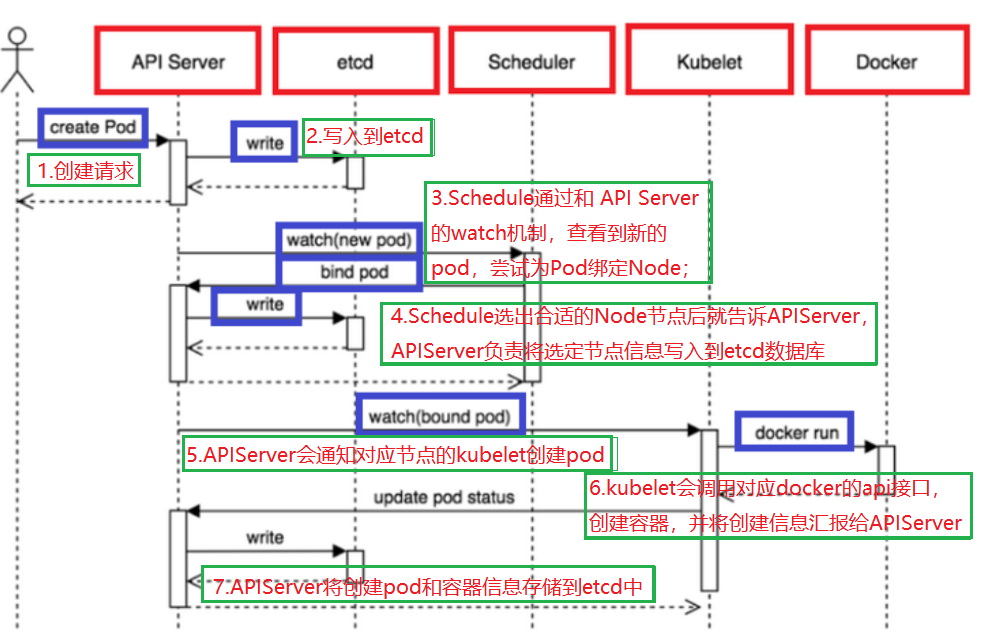 API Server
etcd
Scheduler
Kubelet
Docker
create Pod
1.创建请求
write
2.写入到etcd
3.Schedule通过和 API Server
的watch机制，查看到新的
pod，尝试为Pod绑定Node；
watch(new pod)
bind pod
write
4.Schedule选出合适的Node节点后就告诉APIServer，
APIServer负责将选定节点信息写入到etcd数据库
watch(bound pod)
docker run
5.APIServer会通知对应节点的kubelet创建pod
6.kubelet会调用对应docker的api接口，
创建容器，并将创建信息汇报给APIServer
update pod status
write
7.APIServer将创建pod和容器信息存储到etcd中